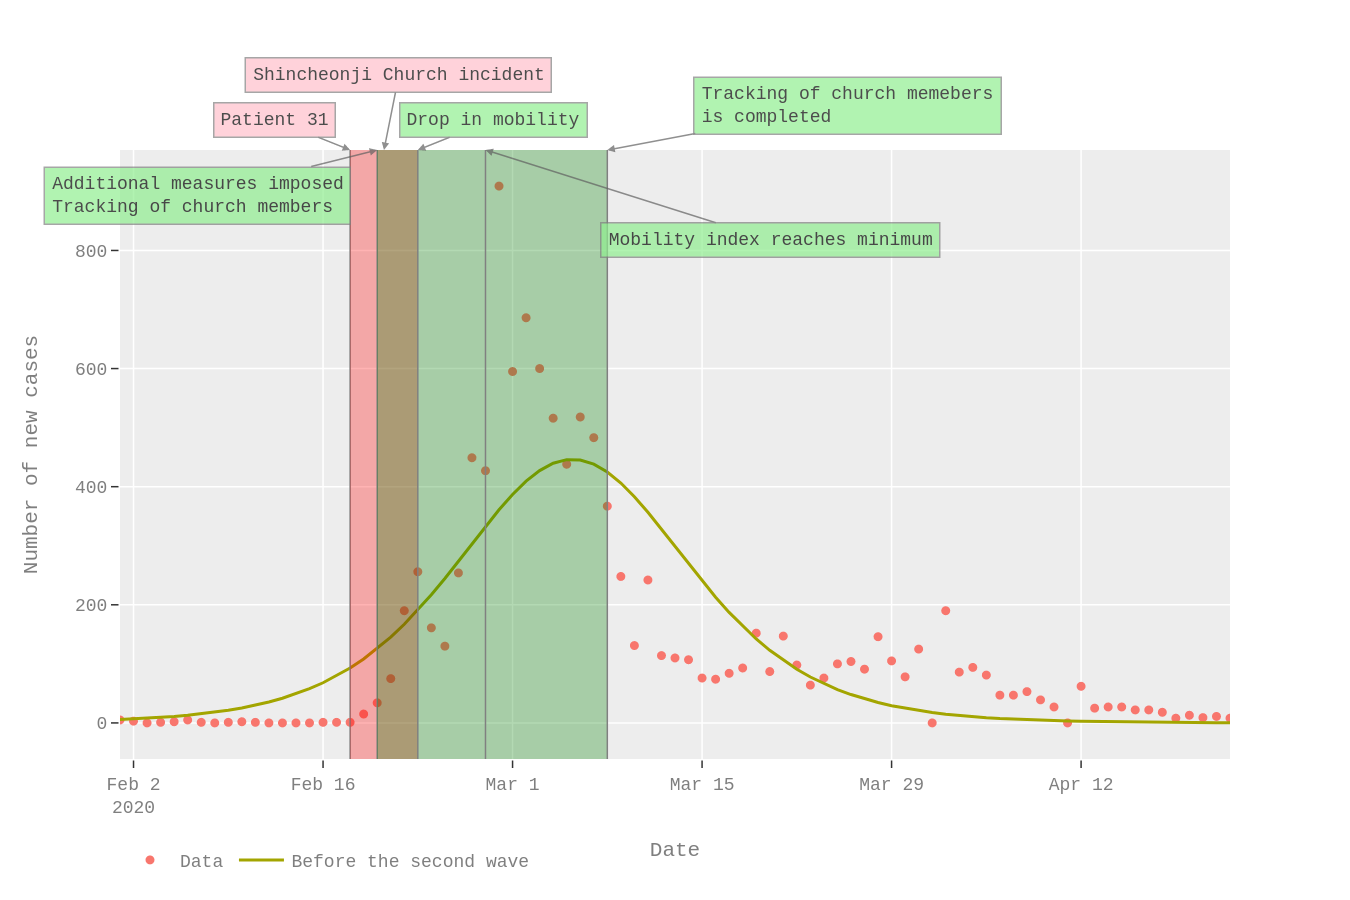 Shincheonji Church incident
Patient 31
Drop in mobility
Tracking of church memebers
is completed
Additional measures imposed
Tracking of church members
Mobility index reaches minimum
800
600
400
200
0
Number of new cases
Feb 2
2020
Feb 16
Mar 1
Mar 15
Mar 29
Apr 12
Date
Data
Before the second wave